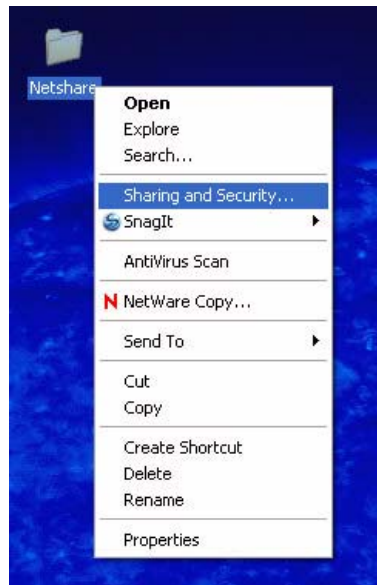 Netshare
Open
Explore
Search...
Sharing and Security...
SnagIt
AntiVirus Scan
NetWare Copy...
Send To
Cut
Copy
Create Shortcut
Delete
Rename
Properties